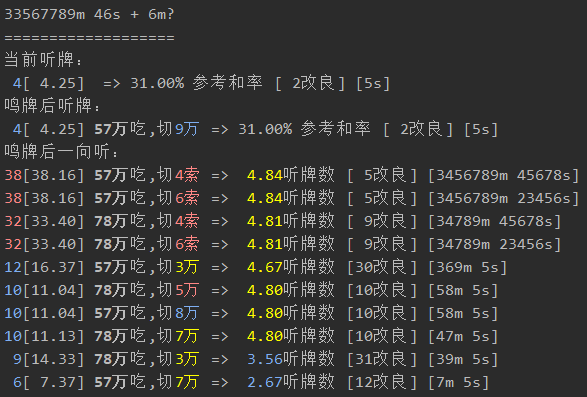 33567789m 46s + 6m?
===================
当前听牌：
 4[ 4.25]  => 31.00% 参考和率 [ 2改良] [5s]
鸣牌后听牌：
 4[ 4.25] 57万吃,切9万 => 31.00% 参考和率 [ 2改良] [5s]
鸣牌后一向听：
38[38.16] 57万吃,切4索 =>  4.84听牌数 [ 5改良] [3456789m 45678s]
38[38.16] 57万吃,切6索 =>  4.84听牌数 [ 5改良] [3456789m 23456s]
32[33.40] 78万吃,切4索 =>  4.81听牌数 [ 9改良] [34789m 45678s]
32[33.40] 78万吃,切6索 =>  4.81听牌数 [ 9改良] [34789m 23456s]
12[16.37] 57万吃,切3万 =>  4.67听牌数 [30改良] [369m 5s]
10[11.04] 78万吃,切5万 =>  4.80听牌数 [10改良] [58m 5s]
10[11.04] 57万吃,切8万 =>  4.80听牌数 [10改良] [58m 5s]
10[11.13] 78万吃,切7万 =>  4.80听牌数 [10改良] [47m 5s]
 9[14.33] 78万吃,切3万 =>  3.56听牌数 [31改良] [39m 5s]
 6[ 7.37] 57万吃,切7万 =>  2.67听牌数 [12改良] [7m 5s]